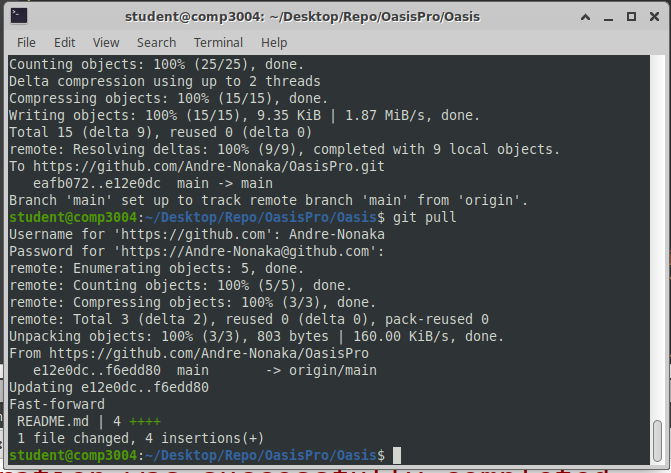 student@comp3004: ~/Desktop/Repo/OasisPro/Oasis
File Edit View Search Terminal Help
Counting objects: 100% (25/25), done.
Delta compression using up to 2 threads
Compressing objects: 100% (15/15), done.
Writing objects: 100% (15/15), 9.35 KiB | 1.87 MiB/s, done.
Total 15 (delta 9), reused 0 (delta 0)
remote: Resolving deltas: 100% (9/9), completed with 9 local objects.
To https://github.com/Andre-Nonaka/OasisPro.git
   eafb072..e12e0dc  main -> main
Branch 'main' set up to track remote branch 'main' from 'origin'.
student@comp3004:~/Desktop/Repo/OasisPro/Oasis$ git pull
Username for 'https://github.com': Andre-Nonaka
Password for 'https://Andre-Nonaka@github.com':
remote: Enumerating objects: 5, done.
remote: Counting objects: 100% (5/5), done.
remote: Compressing objects: 100% (3/3), done.
remote: Total 3 (delta 2), reused 0 (delta 0), pack-reused 0
Unpacking objects: 100% (3/3), 803 bytes | 160.00 KiB/s, done.
From https://github.com/Andre-Nonaka/OasisPro
   e12e0dc..f6edd80  main       -> origin/main
Updating e12e0dc..f6edd80
Fast-forward
 README.md | 4 ++++
 1 file changed, 4 insertions(+)
student@comp3004:~/Desktop/Repo/OasisPro/Oasis$